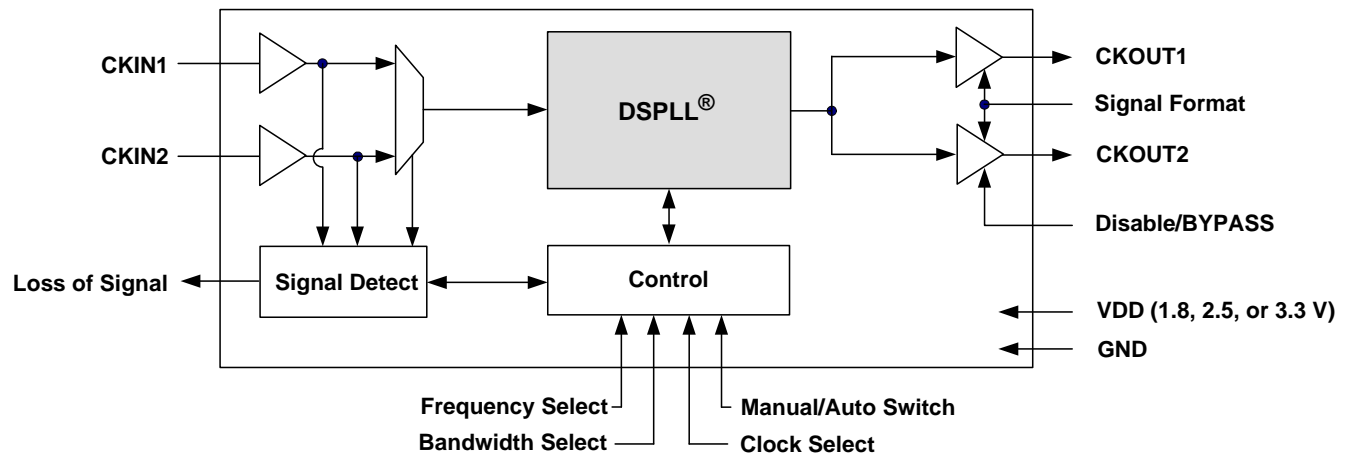 CKIN1
CKIN2
DSPLL®
CKOUT1
Signal Format
CKOUT2
Disable/BYPASS
Loss of Signal
Signal Detect
Control
VDD (1.8, 2.5, or 3.3 V)
GND
Frequency Select
Manual/Auto Switch
Bandwidth Select
Clock Select